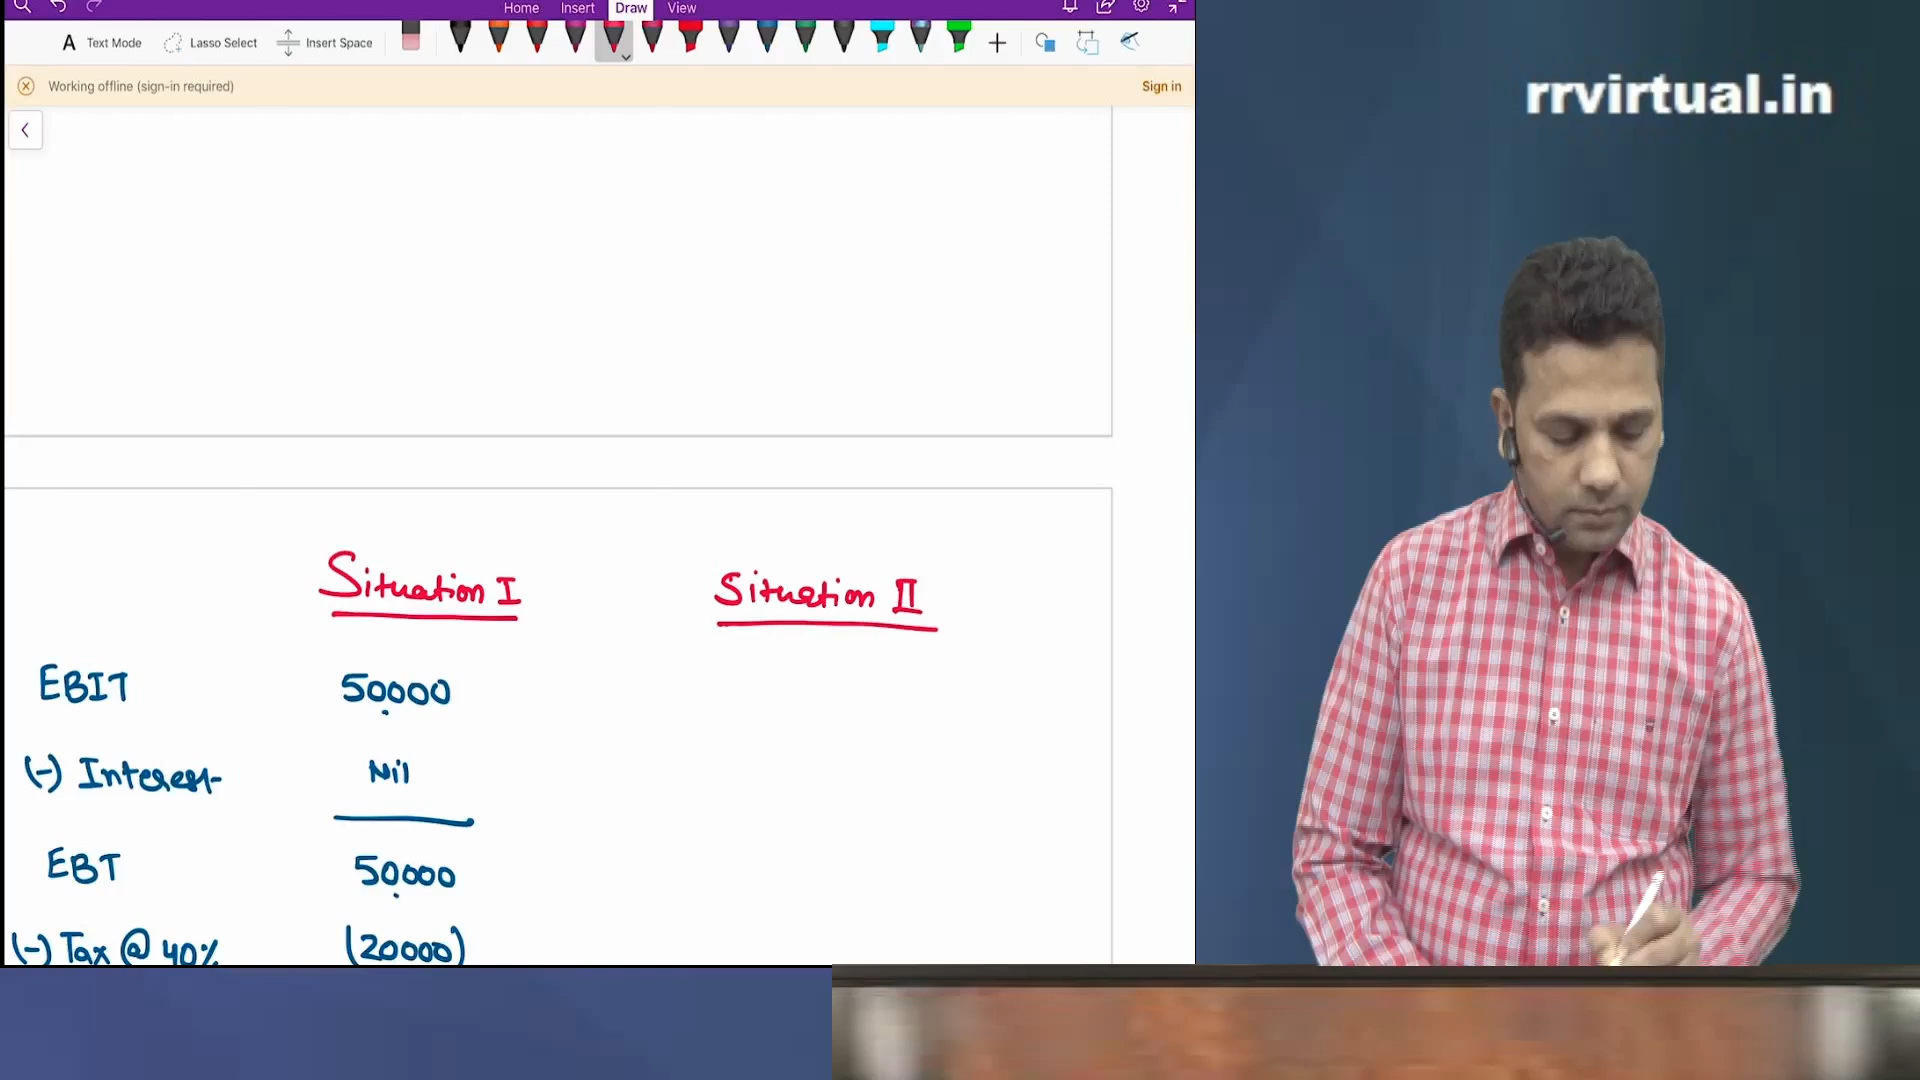 Home Insert Draw View
A Text Mode Lasso Select Insert Space
Working offline (sign-in required) Sign in
rrvirtual.in
Situation I Situation II
EBIT 50000
(-) Interest Nil
EBT 50000
(-) Tax @ 40% (20000)